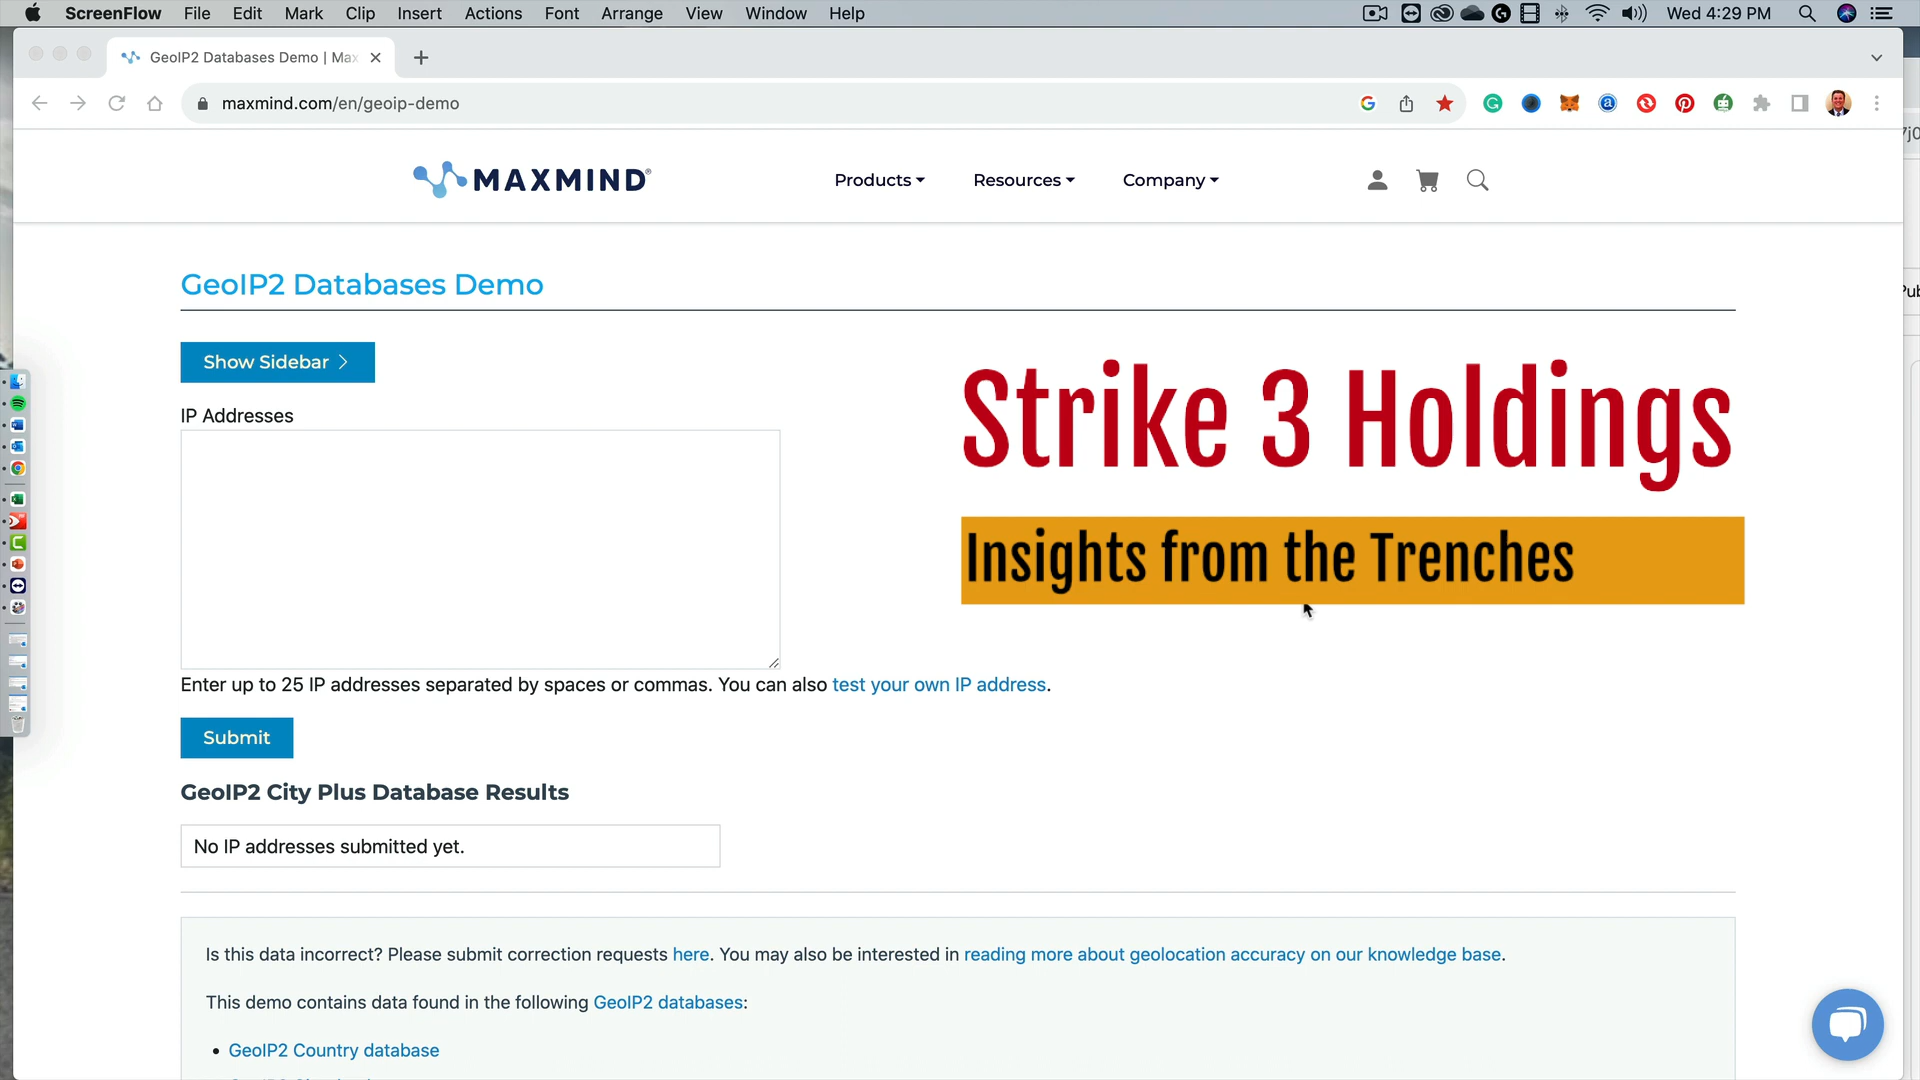 ScreenFlow File Edit Mark Clip Insert Actions Font Arrange View Window Help Wed 4:29 PM
GeoIP2 Databases Demo | Max
maxmind.com/en/geoip-demo
MAXMIND®
Products Resources Company
GeoIP2 Databases Demo
Show Sidebar
IP Addresses
Strike 3 Holdings
Insights from the Trenches
Enter up to 25 IP addresses separated by spaces or commas. You can also test your own IP address.
Submit
GeoIP2 City Plus Database Results
No IP addresses submitted yet.
Is this data incorrect? Please submit correction requests here. You may also be interested in reading more about geolocation accuracy on our knowledge base.
This demo contains data found in the following GeoIP2 databases:
• GeoIP2 Country database